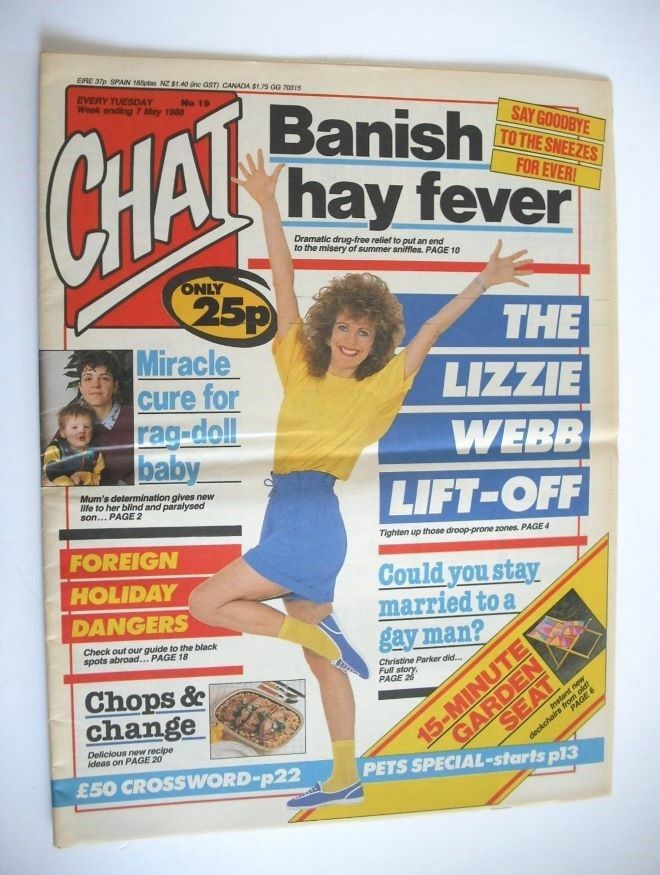 EIRE 37p SPAIN 165ptas NZ $1.40 (inc GST) CANADA $1.75 GG 70315
EVERY TUESDAY No 19
Week ending 7 May 1988
CHAT
ONLY
25p
Banish
hay fever
SAY GOODBYE
TO THE SNEEZES
FOR EVER!
Dramatic drug-free relief to put an end
to the misery of summer sniffles. PAGE 10
THE
LIZZIE
WEBB
LIFT-OFF
Tighten up those droop-prone zones. PAGE 4
Miracle
cure for
rag-doll
baby
Mum's determination gives new
life to her blind and paralysed
son... PAGE 2
FOREIGN
HOLIDAY
DANGERS
Check out our guide to the black
spots abroad... PAGE 18
Could you stay
married to a
gay man?
Christine Parker did...
Full story,
PAGE 26
Chops &
change
Delicious new recipe
ideas on PAGE 20
15-MINUTE
GARDEN
SEAT
Instant new
deckchairs from old!
PAGE 6
£50 CROSSWORD-p22
PETS SPECIAL-starts p13